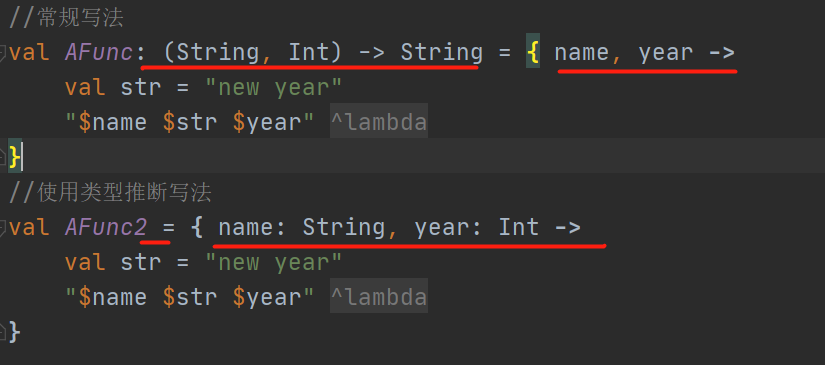 //常规写法
val AFunc: (String, Int) -> String = { name, year ->
val str = "new year"
"$name $str $year" ^lambda
}
//使用类型推断写法
val AFunc2 = { name: String, year: Int ->
val str = "new year"
"$name $str $year" ^lambda
}